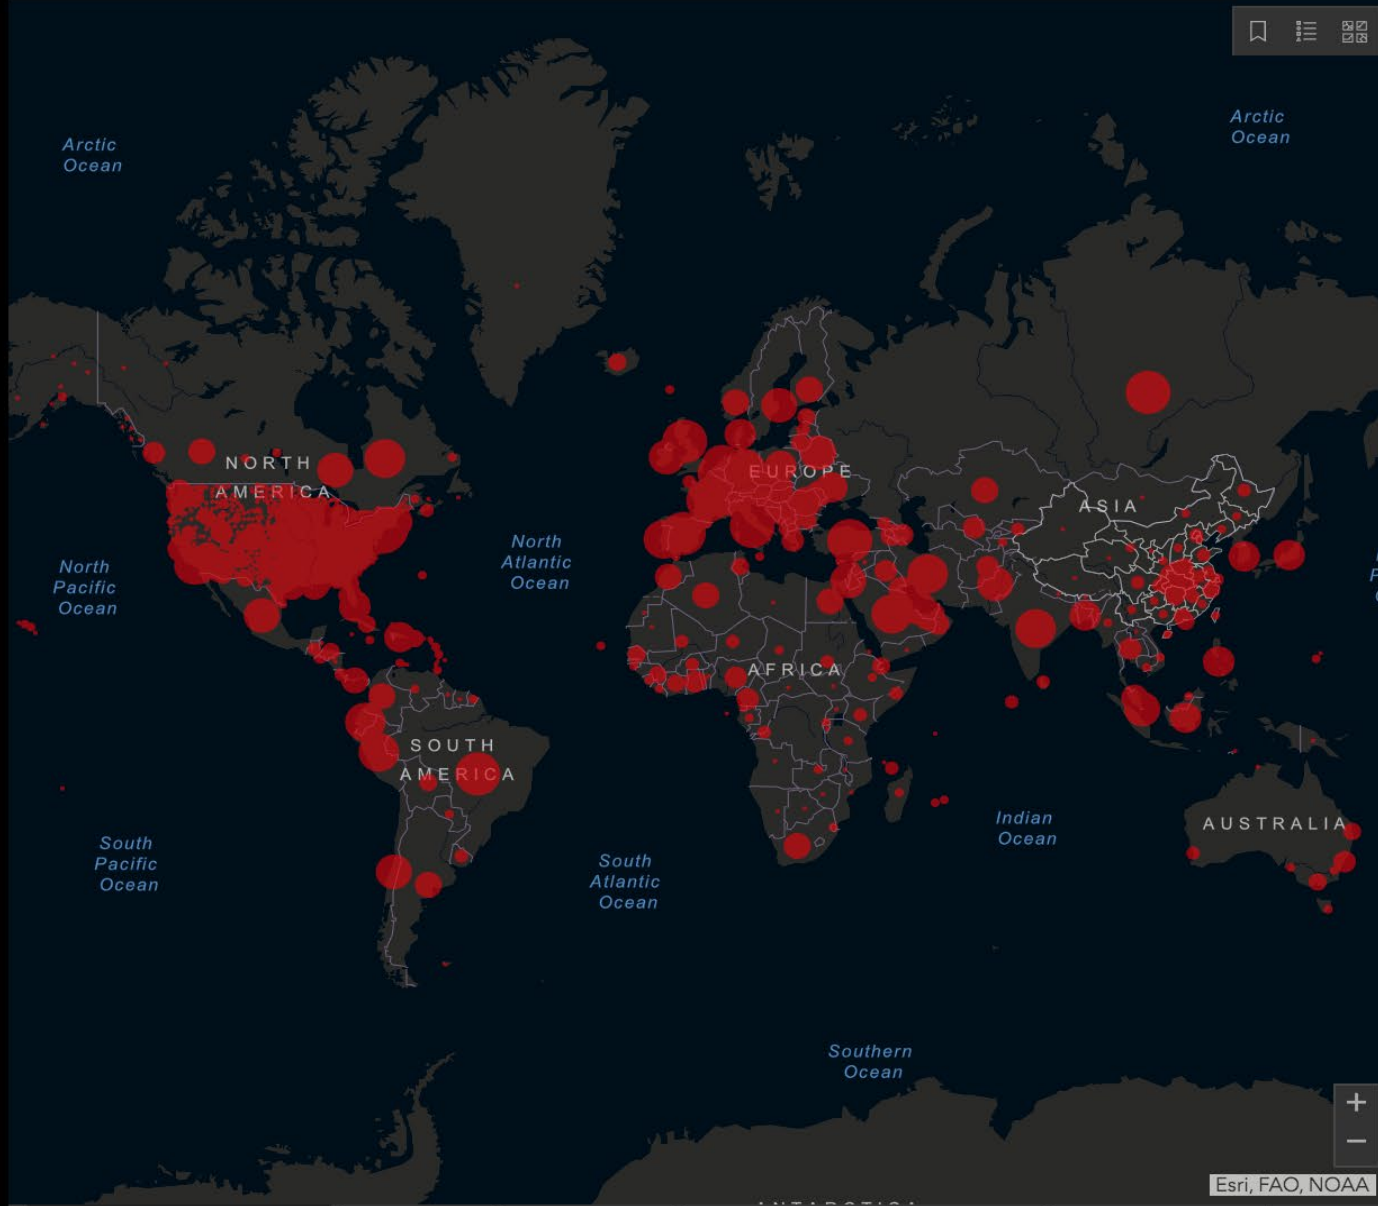 Arctic
Ocean
Arctic
Ocean
NORTH
AMERICA
EUROPE
ASIA
North
Pacific
Ocean
North
Atlantic
Ocean
AFRICA
SOUTH
AMERICA
South
Pacific
Ocean
South
Atlantic
Ocean
Indian
Ocean
AUSTRALIA
Southern
Ocean
Esri, FAO, NOAA